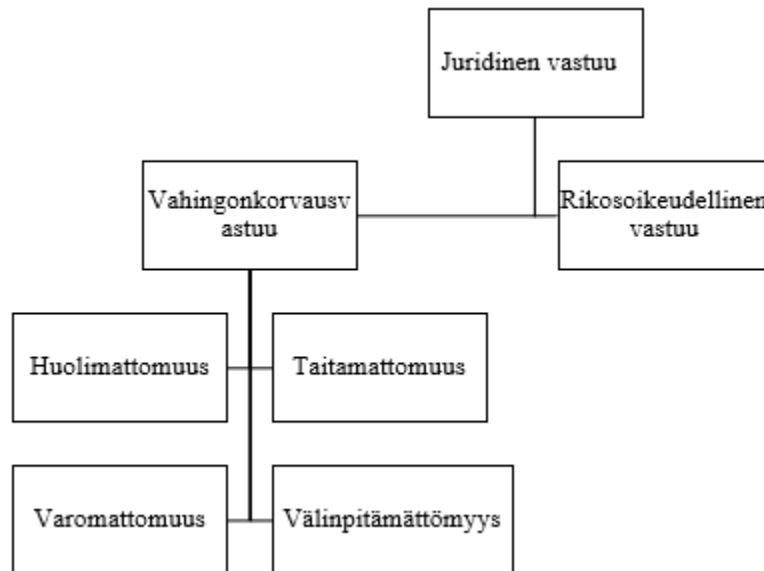 Juridinen vastuu
Vahingonkorvausv
astuu
Rikosoikeudellinen
vastuu
Huolimattomuus
Taitamattomuus
Varomattomuus
Välinpitämättömyys